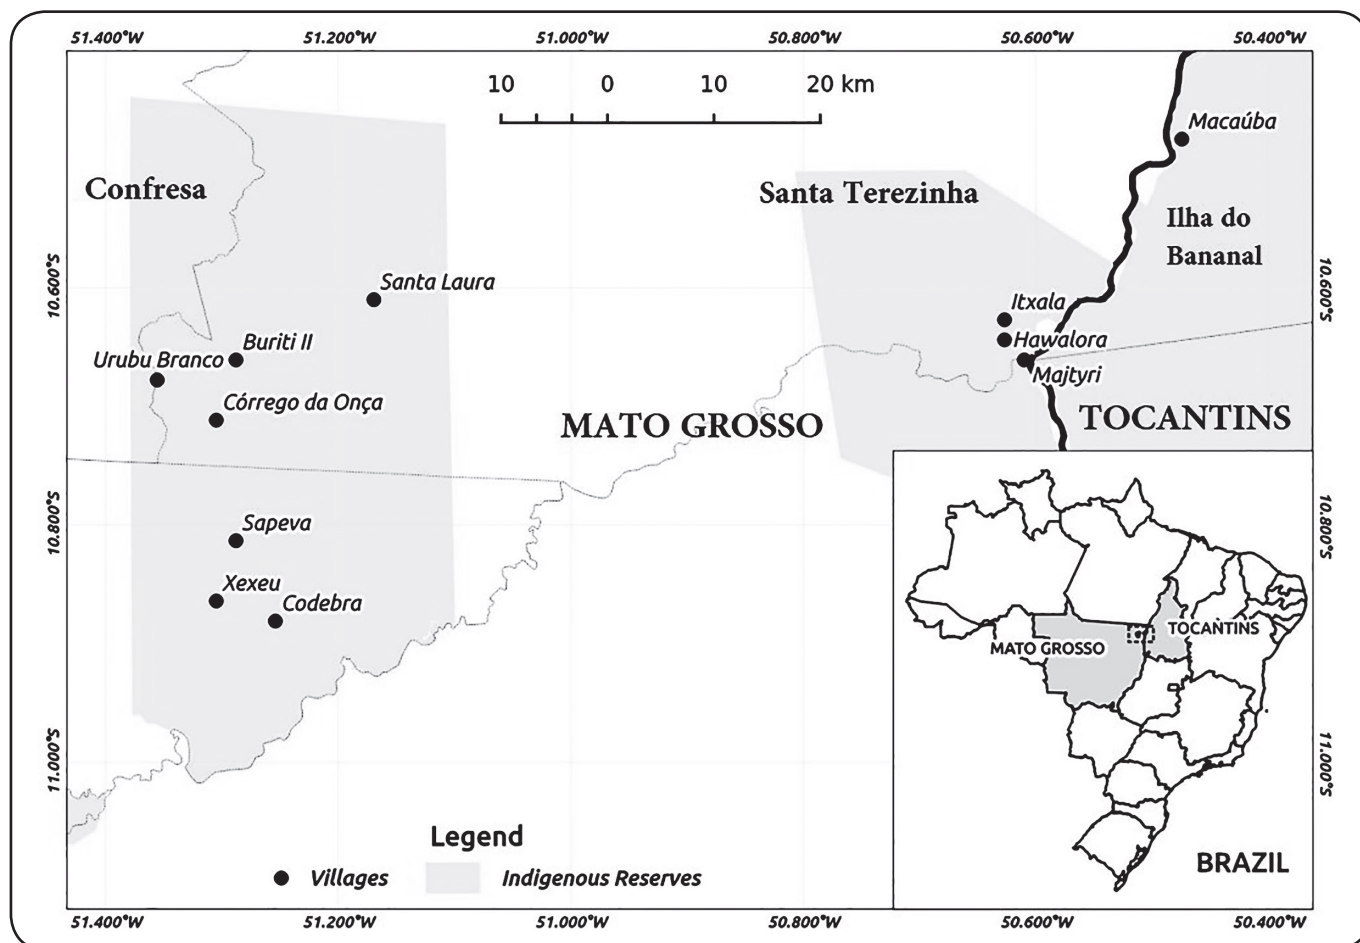 51.400°W 51.200°W 51.000°W 50.800°W 50.600°W 50.400°W
10 0 10 20 km
Macaúba
Confresa
Santa Terezinha
Ilha do
Bananal
10.600°S
10.600°S
Santa Laura
Itxala
Buriti II
Hawalora
Urubu Branco
Majtyri
Córrego da Onça
MATO GROSSO
TOCANTINS
10.800°S
10.800°S
Sapeva
Xexeu
Codebra
TOCANTINS
MATO GROSSO
11.000°S
11.000°S
Legend
BRAZIL
Villages
Indigenous Reserves
51.400°W 51.200°W 51.000°W 50.800°W 50.600°W 50.400°W